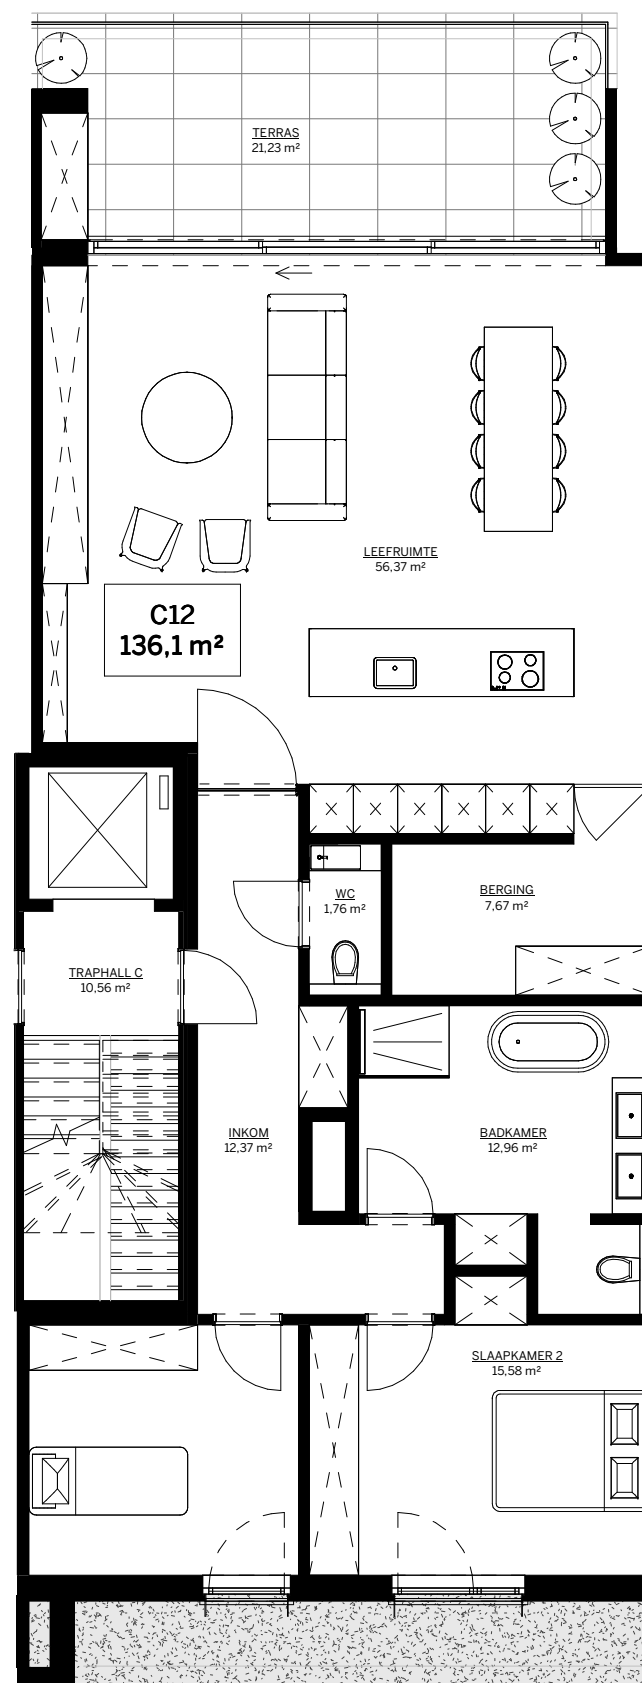 TERRAS
21,23 m²
LEEFRUIMTE
56,37 m²
C12
136,1 m²
WC
1,76 m²
BERGING
7,67 m²
TRAPHALL C
10,56 m²
INKOM
12,37 m²
BADKAMER
12,96 m²
SLAAPKAMER 2
15,58 m²